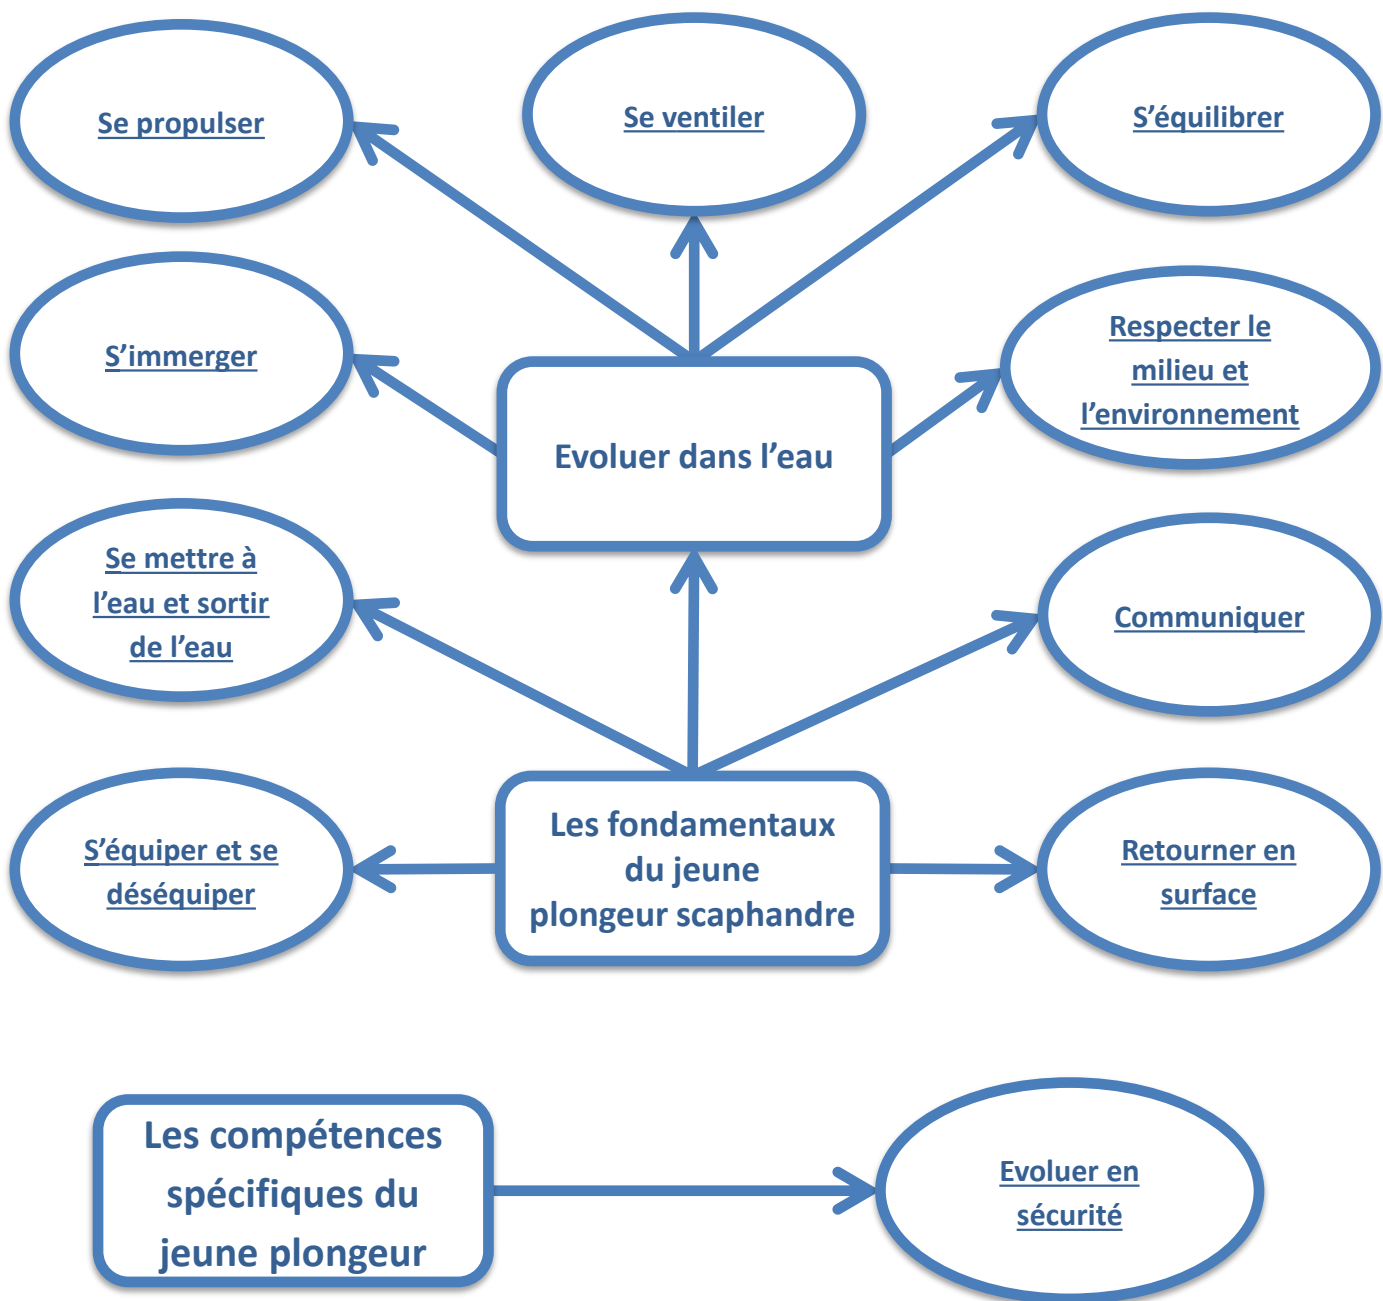 Se propulser
Se ventiler
S’équilibrer
S’immerger
Respecter le
milieu et
l’environnement
Evoluer dans l’eau
Se mettre à
l’eau et sortir
de l’eau
Communiquer
S’équiper et se
déséquiper
Les fondamentaux
du jeune
plongeur scaphandre
Retourner en
surface
Les compétences
spécifiques du
jeune plongeur
Evoluer en
sécurité